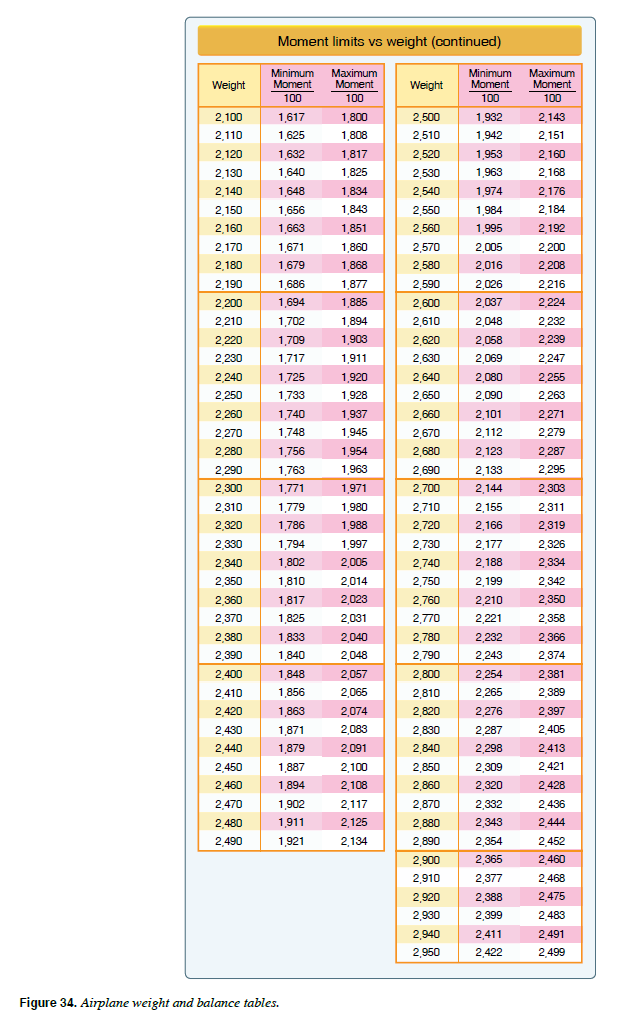 Moment limits vs weight (continued)
Weight Minimum Moment 100 Maximum Moment 100 Weight Minimum Moment 100 Maximum Moment 100
2,100 1,617 1,800 2,500 1,932 2,143
2,110 1,625 1,808 2,510 1,942 2,151
2,120 1,632 1,817 2,520 1,953 2,160
2,130 1,640 1,825 2,530 1,963 2,168
2,140 1,648 1,834 2,540 1,974 2,176
2,150 1,656 1,843 2,550 1,984 2,184
2,160 1,663 1,851 2,560 1,995 2,192
2,170 1,671 1,860 2,570 2,005 2,200
2,180 1,679 1,868 2,580 2,016 2,208
2,190 1,686 1,877 2,590 2,026 2,216
2,200 1,694 1,885 2,600 2,037 2,224
2,210 1,702 1,894 2,610 2,048 2,232
2,220 1,709 1,903 2,620 2,058 2,239
2,230 1,717 1,911 2,630 2,069 2,247
2,240 1,725 1,920 2,640 2,080 2,255
2,250 1,733 1,928 2,650 2,090 2,263
2,260 1,740 1,937 2,660 2,101 2,271
2,270 1,748 1,945 2,670 2,112 2,279
2,280 1,756 1,954 2,680 2,123 2,287
2,290 1,763 1,963 2,690 2,133 2,295
2,300 1,771 1,971 2,700 2,144 2,303
2,310 1,779 1,980 2,710 2,155 2,311
2,320 1,786 1,988 2,720 2,166 2,319
2,330 1,794 1,997 2,730 2,177 2,326
2,340 1,802 2,005 2,740 2,188 2,334
2,350 1,810 2,014 2,750 2,199 2,342
2,360 1,817 2,023 2,760 2,210 2,350
2,370 1,825 2,031 2,770 2,221 2,358
2,380 1,833 2,040 2,780 2,232 2,366
2,390 1,840 2,048 2,790 2,243 2,374
2,400 1,848 2,057 2,800 2,254 2,381
2,410 1,856 2,065 2,810 2,265 2,389
2,420 1,863 2,074 2,820 2,276 2,397
2,430 1,871 2,083 2,830 2,287 2,405
2,440 1,879 2,091 2,840 2,298 2,413
2,450 1,887 2,100 2,850 2,309 2,421
2,460 1,894 2,108 2,860 2,320 2,428
2,470 1,902 2,117 2,870 2,332 2,436
2,480 1,911 2,125 2,880 2,343 2,444
2,490 1,921 2,134 2,890 2,354 2,452
2,900 2,365 2,460
2,910 2,377 2,468
2,920 2,388 2,475
2,930 2,399 2,483
2,940 2,411 2,491
2,950 2,422 2,499
Figure 34. Airplane weight and balance tables.